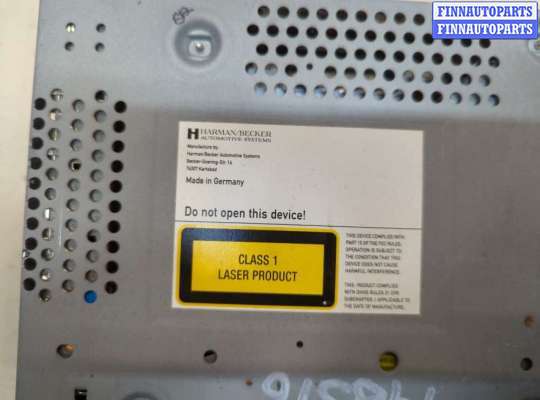 FINNAUTOPARTS
FINNAUTOPARTS
HARMAN/BECKER
AUTOMOTIVE SYSTEMS
Manufacture by
Harman/Becker Automotive Systems
Becker-Goering-Str. 16
76307 Karlsbad
Made in Germany
Do not open this device!
CLASS 1
LASER PRODUCT
THIS DEVICE COMPLIES WITH
PART 15 OF THE FCC RULES.
OPERATION IS SUBJECT TO
THE CONDITION THAT THIS
DEVICE DOES NOT CAUSE
HARMFUL INTERFERENCE.
THIS PRODUCT COMPLIES
WITH DHHS RULES 21 CFR
SUBCHAPTER J APPLICABLE TO
THE DATE OF MANUFACTURE.